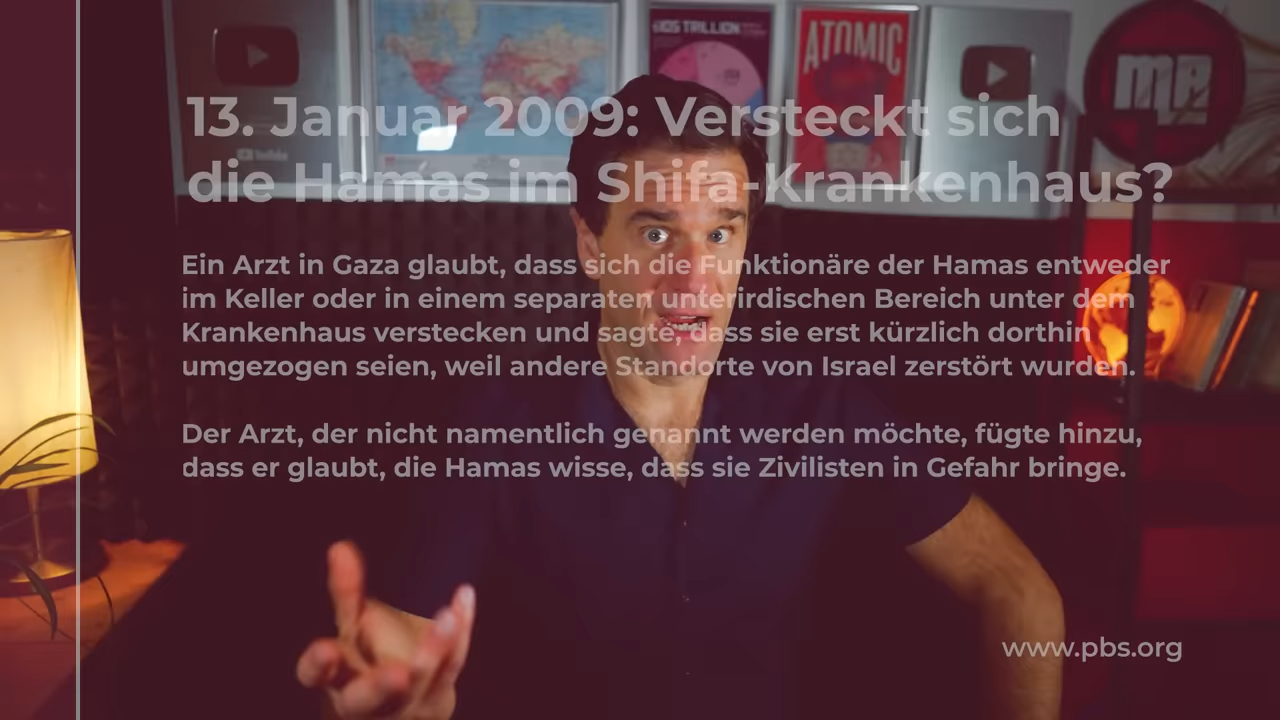 $105 TRILLION
ATOMIC
MR
YouTube
13. Januar 2009: Versteckt sich
die Hamas im Shifa-Krankenhaus?
Ein Arzt in Gaza glaubt, dass sich die Funktionäre der Hamas entweder
im Keller oder in einem separaten unterirdischen Bereich unter dem
Krankenhaus verstecken und sagte, dass sie erst kürzlich dorthin
umgezogen seien, weil andere Standorte von Israel zerstört wurden.
Der Arzt, der nicht namentlich genannt werden möchte, fügte hinzu,
dass er glaubt, die Hamas wisse, dass sie Zivilisten in Gefahr bringe.
www.pbs.org